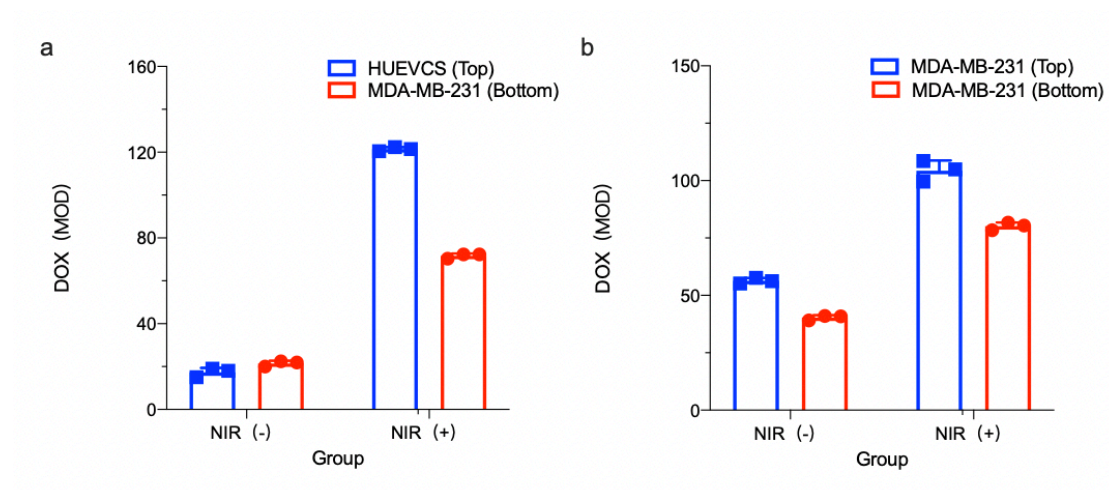 a
160
120
80
40
0
DOX (MOD)
HUEVCS (Top)
MDA-MB-231 (Bottom)
NIR (-)
NIR (+)
Group
b
150
100
50
0
DOX (MOD)
MDA-MB-231 (Top)
MDA-MB-231 (Bottom)
NIR (-)
NIR (+)
Group